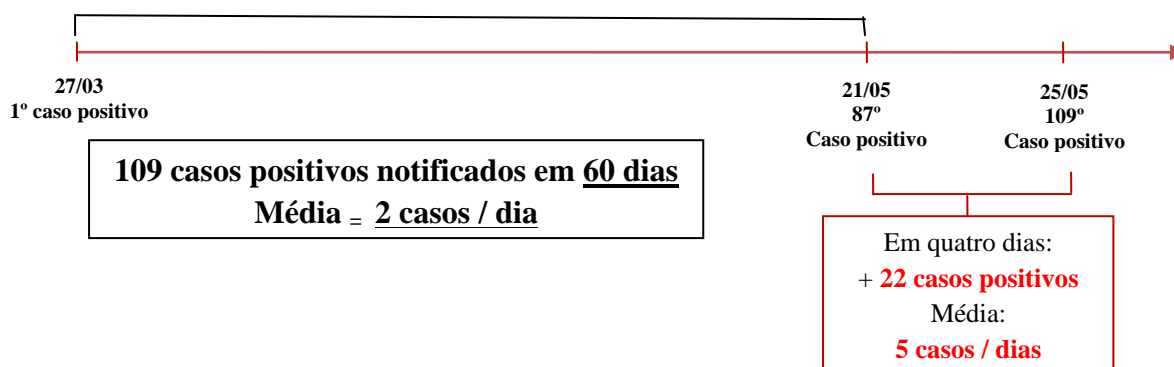 27/03
1º caso positivo
21/05
87º
Caso positivo
25/05
109º
Caso positivo
109 casos positivos notificados em 60 dias
Média = 2 casos / dia
Em quatro dias:
+ 22 casos positivos
Média:
5 casos / dias